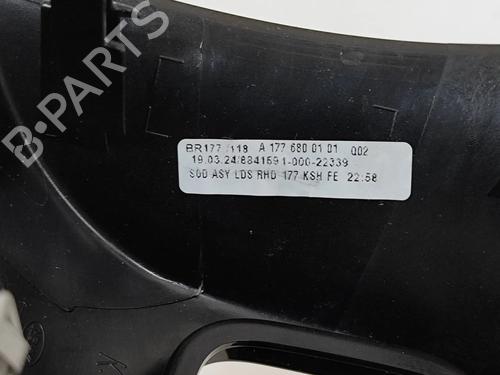 BR177 /118 A 177 680 01 01 Q02
19.03.24/8841591-000-22339
SOD ASY LDS RHD 177 KSH FE 22:58
B-PARTS
K